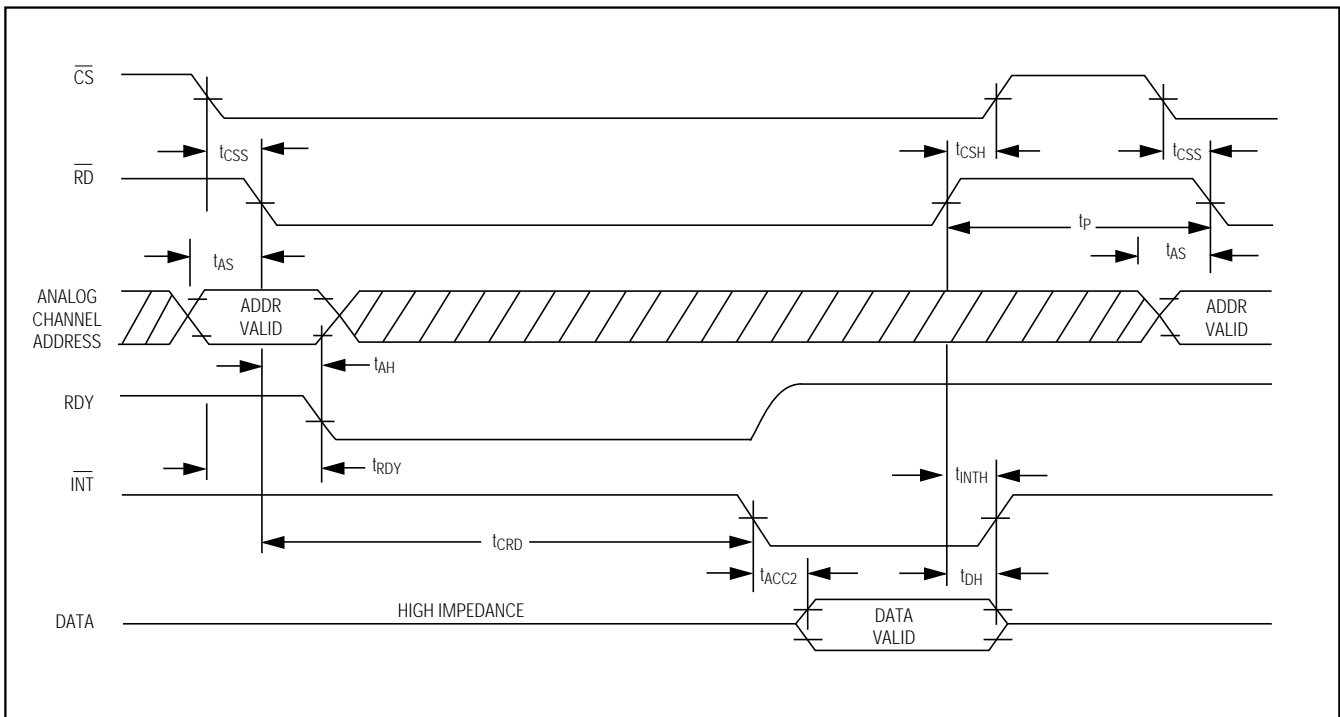 CS
tCSS
tCSH
tCSS
RD
tP
tAS
tAS
ANALOG
CHANNEL
ADDRESS
ADDR
VALID
ADDR
VALID
tAH
RDY
tRDY
INT
tINTH
tCRD
tACC2
tDH
DATA
HIGH IMPEDANCE
DATA
VALID